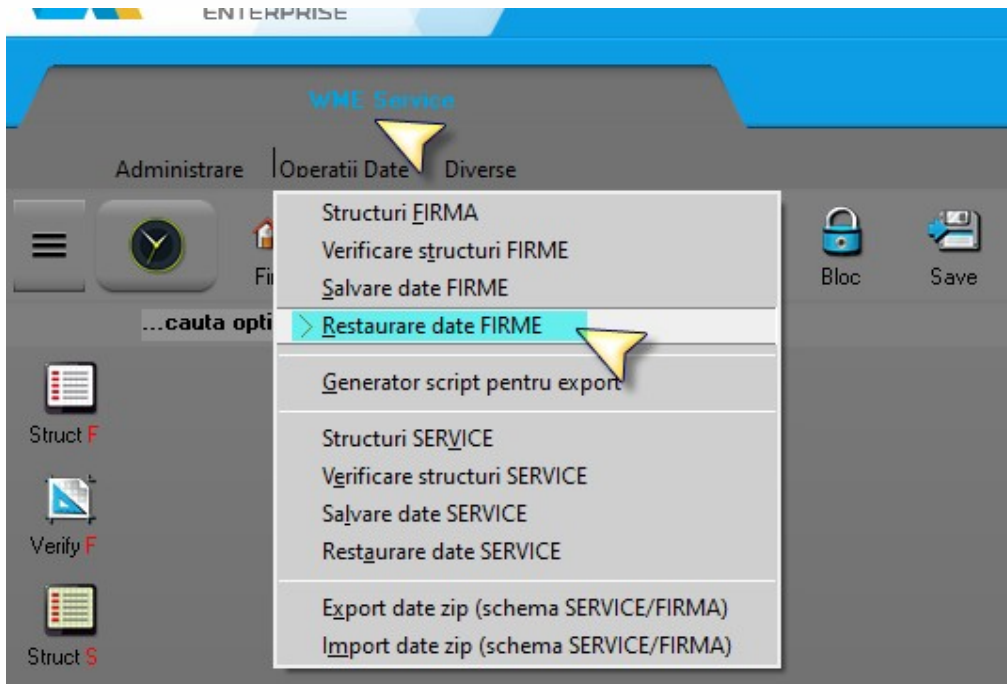 ENTERPRISE
WME Service
Administrare Operatii Date Diverse
Structuri FIRMA
Verificare structuri FIRME
Salvare date FIRME
Restaurare date FIRME
Generator script pentru export
Structuri SERVICE
Verificare structuri SERVICE
Salvare date SERVICE
Restaurare date SERVICE
Export date zip (schema SERVICE/FIRMA)
Import date zip (schema SERVICE/FIRMA)
Bloc Save
...cauta opti
Struct F
Verify F
Struct S